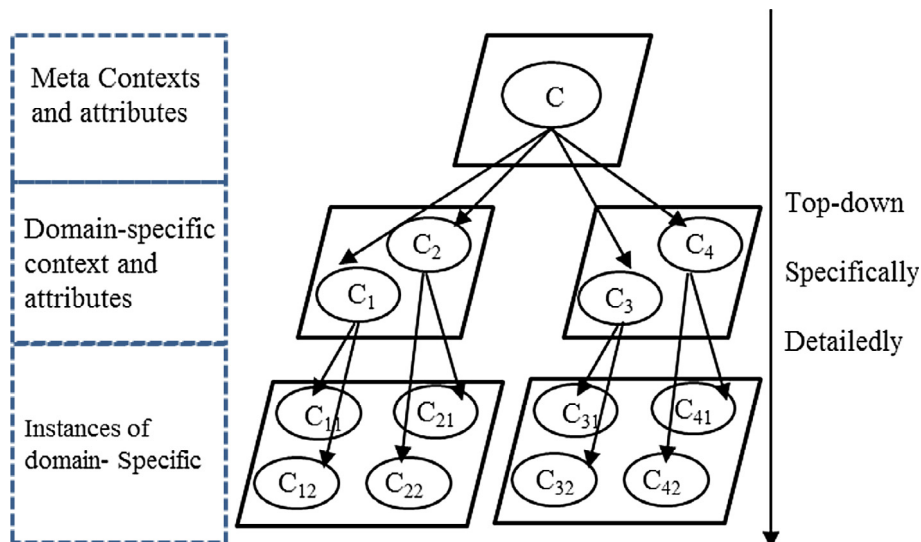 Meta Contexts
and attributes
C
Domain-specific
context and
attributes
C₂
C₁
C₄
C₃
Top-down
Specifically
Detailedly
Instances of
domain- Specific
C₁₁
C₂₁
C₁₂
C₂₂
C₃₁
C₄₁
C₃₂
C₄₂